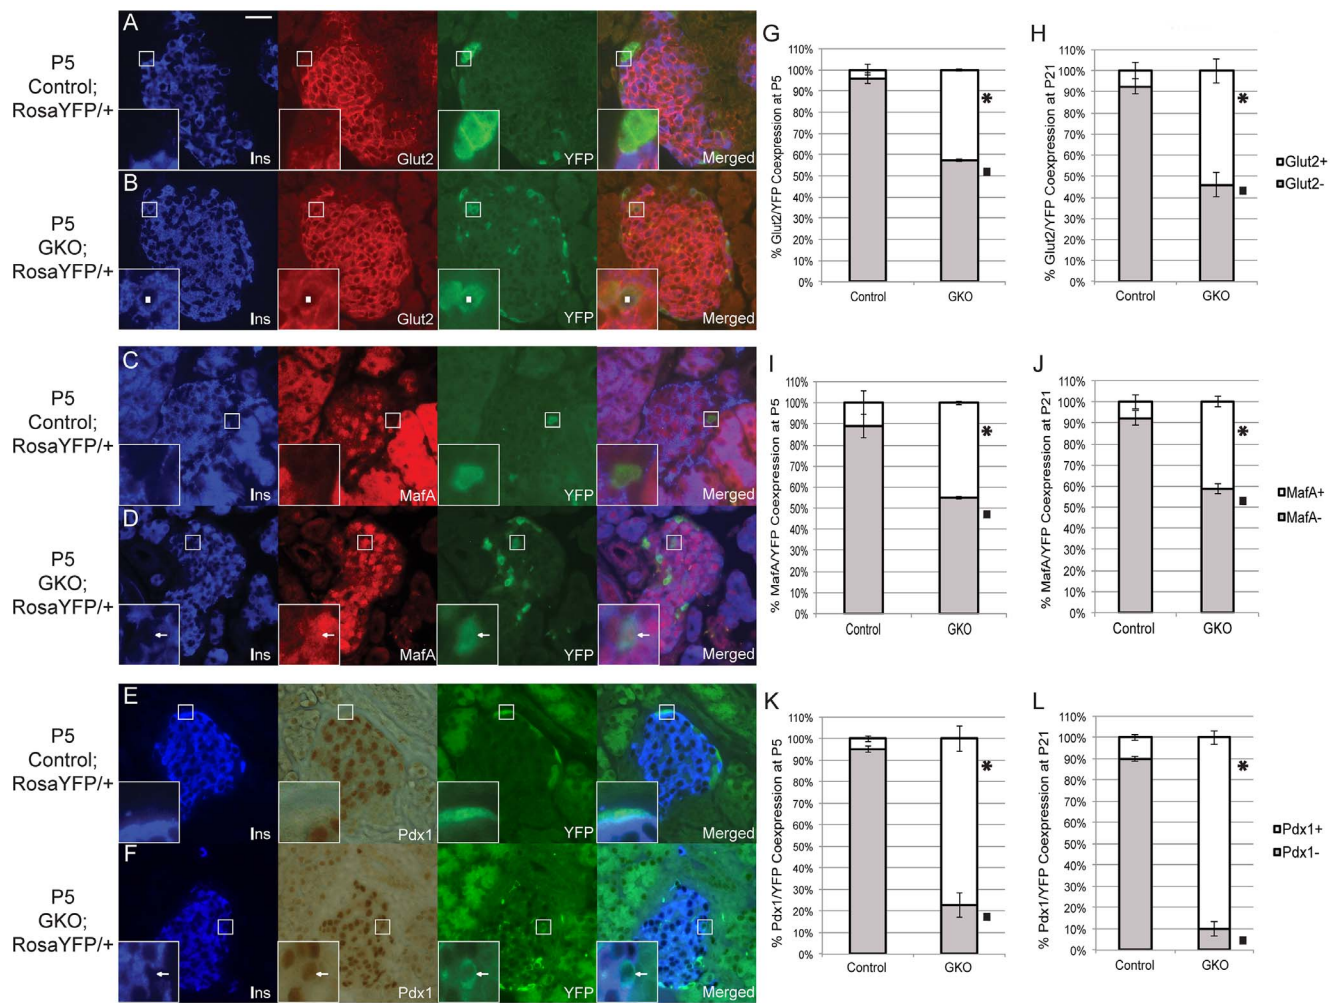 A
P5
Control;
RosaYFP/+
Ins
Glut2
YFP
Merged
B
P5
GKO;
RosaYFP/+
Ins
Glut2
YFP
Merged
C
P5
Control;
RosaYFP/+
Ins
MafA
YFP
Merged
D
P5
GKO;
RosaYFP/+
Ins
MafA
YFP
Merged
E
P5
Control;
RosaYFP/+
Ins
Pdx1
YFP
Merged
F
P5
GKO;
RosaYFP/+
Ins
Pdx1
YFP
Merged
G
% Glut2/YFP Coexpression at P5
110%
100%
90%
80%
70%
60%
50%
40%
30%
20%
10%
0%
*
Control
GKO
H
% Glut2/YFP Coexpression at P21
110%
100%
90%
80%
70%
60%
50%
40%
30%
20%
10%
0%
*
Control
GKO
Glut2+
Glut2-
I
% MafA/YFP Coexpression at P5
110%
100%
90%
80%
70%
60%
50%
40%
30%
20%
10%
0%
*
Control
GKO
J
% MafA/YFP Coexpression at P21
110%
100%
90%
80%
70%
60%
50%
40%
30%
20%
10%
0%
*
Control
GKO
MafA+
MafA-
K
% Pdx1/YFP Coexpression at P5
110%
100%
90%
80%
70%
60%
50%
40%
30%
20%
10%
0%
*
Control
GKO
L
% Pdx1/YFP Coexpression at P21
110%
100%
90%
80%
70%
60%
50%
40%
30%
20%
10%
0%
*
Control
GKO
Pdx1+
Pdx1-